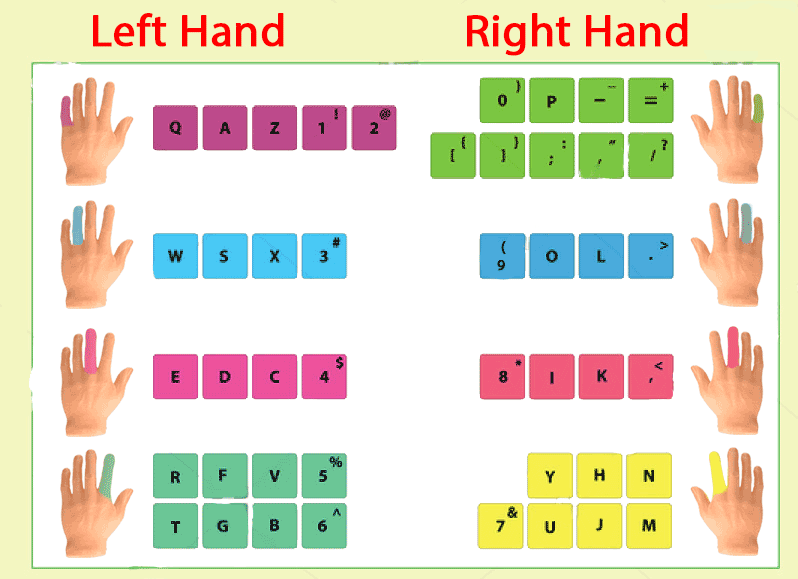 Left Hand
Right Hand
Q A Z 1 ! 2 @
0 ) P – ~ = +
[ { ] } ; : , " / ?
W S X 3 #
( 9 O L . >
E D C 4 $
8 * I K , <
R F V 5 %
T G B 6 ^
Y H N
7 & U J M